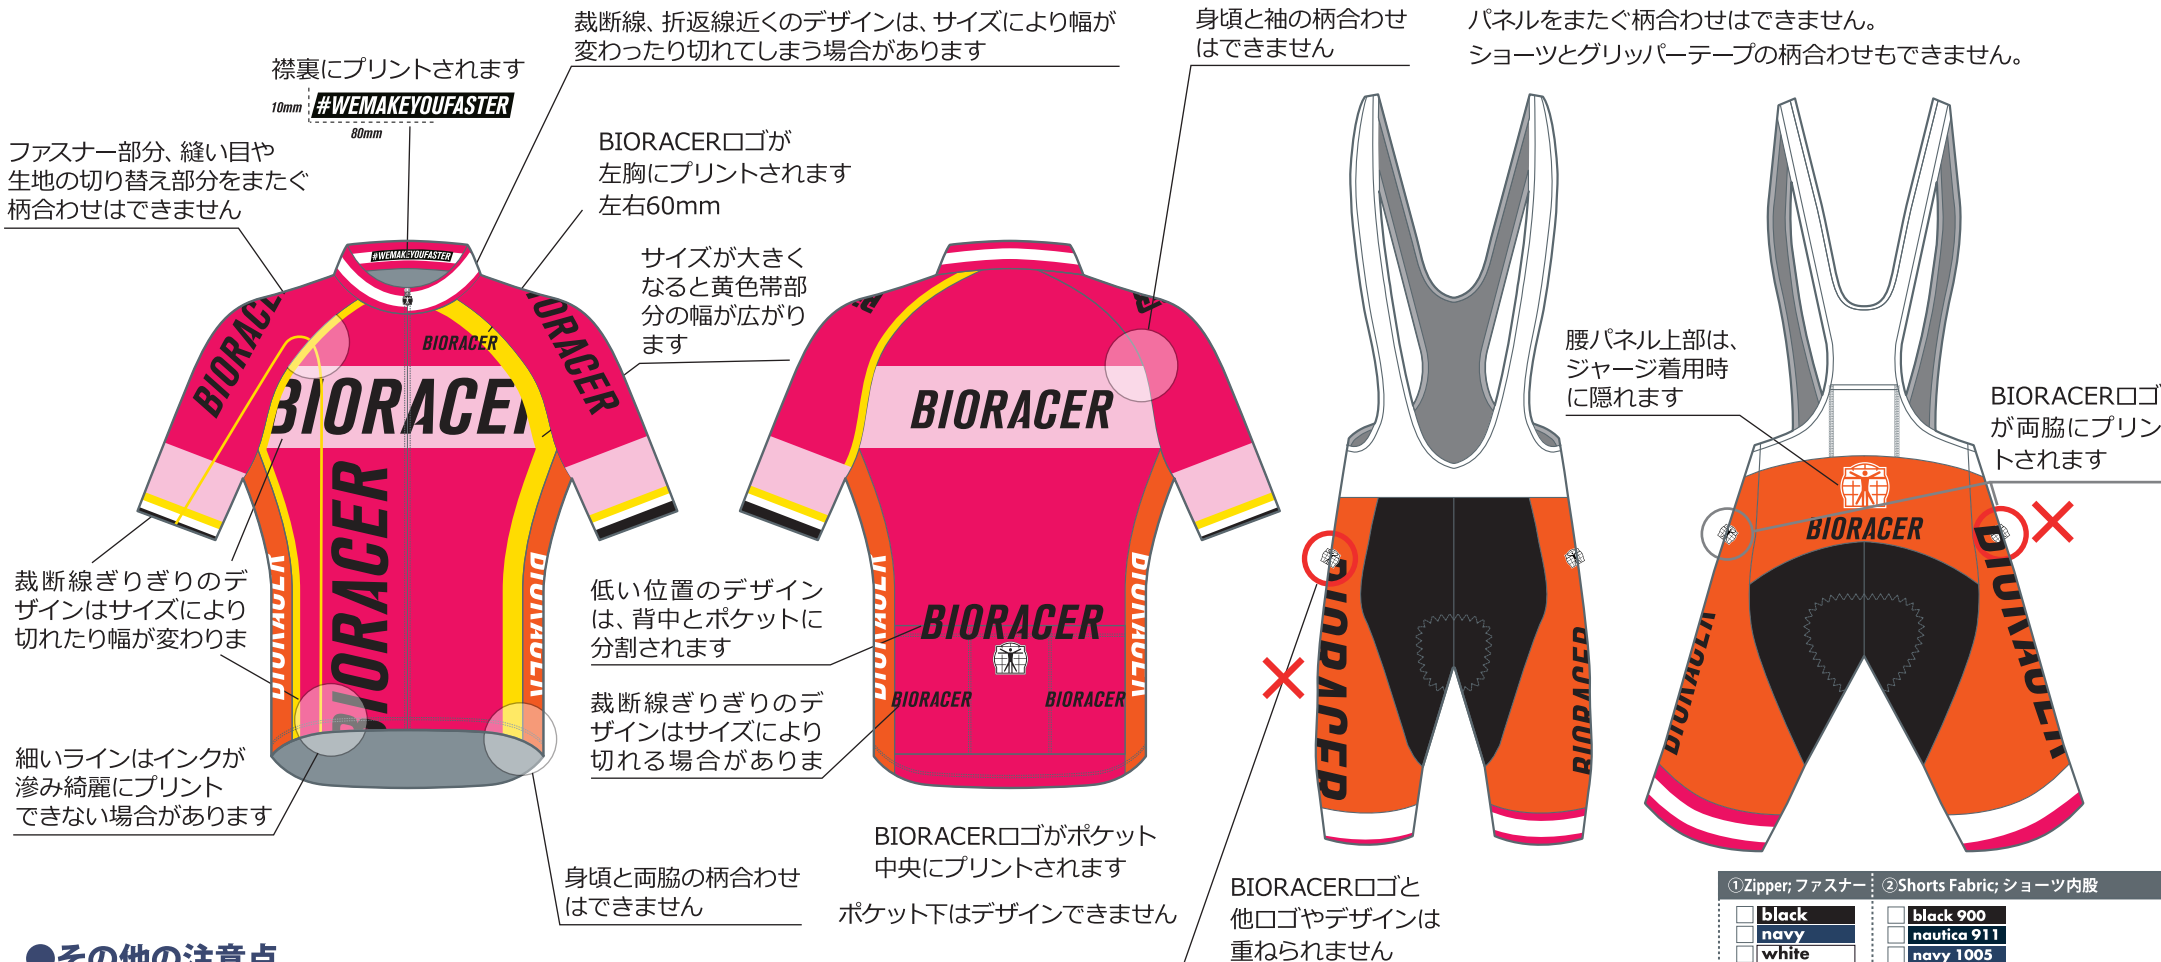 裁断線、折返線近くのデザインは、サイズにより幅が
変わったり切れてしまう場合があります
身頃と袖の柄合わせ
はできません
パネルをまたぐ柄合わせはできません。
ショーツとグリッパーテープの柄合わせもできません。
襟裏にプリントされます
10mm
#WEMAKEYOUFASTER
80mm
ファスナー部分、縫い目や
生地の切り替え部分をまたぐ
柄合わせはできません
BIORACERロゴが
左胸にプリントされます
左右60mm
サイズが大きく
なると黄色帯部
分の幅が広がり
ます
#WEMAKEYOUFASTER
BIORACER
BIORACER
BIORACER
BIORACER
BIORACER
BIORACER
BIORACER
BIORACER
裁断線ぎりぎりのデ
ザインはサイズにより
切れたり幅が変わりま
細いラインはインクが
滲み綺麗にプリント
できない場合があります
身頃と両脇の柄合わせ
はできません
BIORACER
BIORACER
BIORACER
BIORACER
BIORACER
BIORACER
低い位置のデザイン
は、背中とポケットに
分割されます
裁断線ぎりぎりのデ
ザインはサイズにより
切れる場合がありま
BIORACERロゴがポケット
中央にプリントされます
ポケット下はデザインできません
BIORACER
BIORACER
腰パネル上部は、
ジャージ着用時
に隠れます
BIORACERロゴ
が両脇にプリン
トされます
BIORACER
BIORACER
BIORACER
BIORACERロゴと
他ロゴやデザインは
重ねられません
①Zipper; ファスナー
②Shorts Fabric; ショーツ内股
black
navy
white
black 900
nautica 911
navy 1005
●その他の注意点